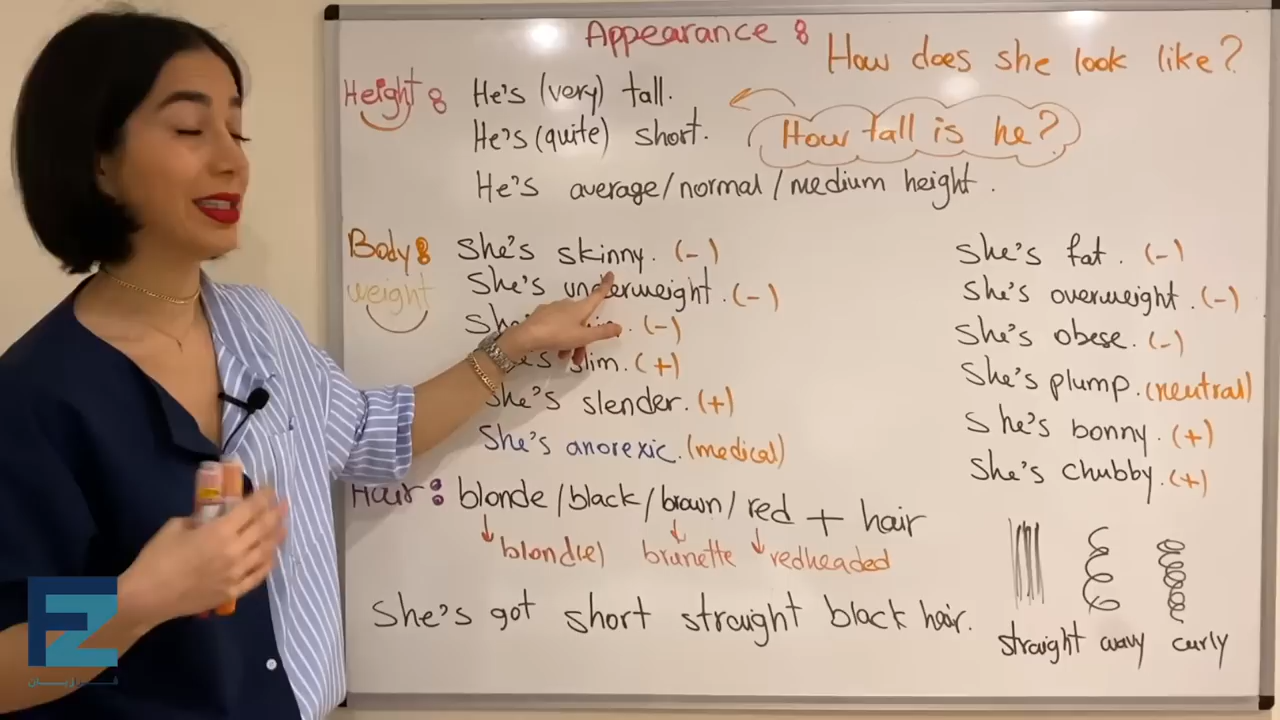 Appearance :
How does she look like?
Height : He's (very) tall.
He's (quite) short.
How tall is he?
He's average/normal/medium height.
Body : She's skinny. (-)
weight
She's underweight. (-)
(-)
She's slim. (+)
She's slender. (+)
She's anorexic. (medical)
She's fat. (-)
She's overweight. (-)
She's obese. (-)
She's plump. (neutral)
She's bonny. (+)
She's chubby. (+)
Hair : blonde/black/brown/red + hair
blond(e) brunette redheaded
She's got short straight black hair.
straight wavy curly
FZ